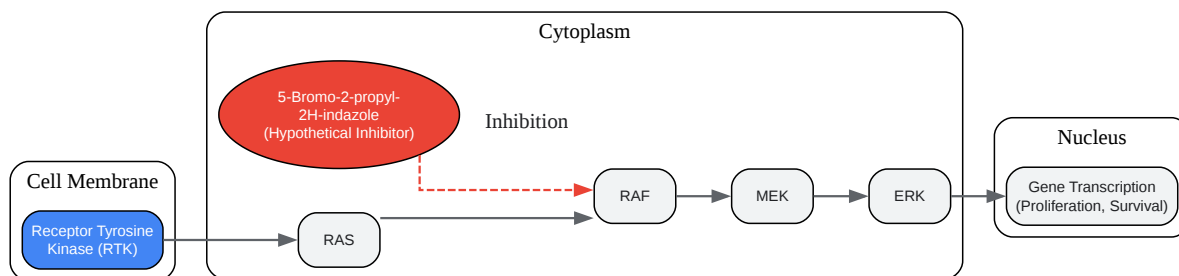 Cytoplasm
5-Bromo-2-propyl-
2H-indazole
(Hypothetical Inhibitor)
Inhibition
Nucleus
Cell Membrane
RAF
MEK
ERK
Gene Transcription
(Proliferation, Survival)
Receptor Tyrosine
Kinase (RTK)
RAS